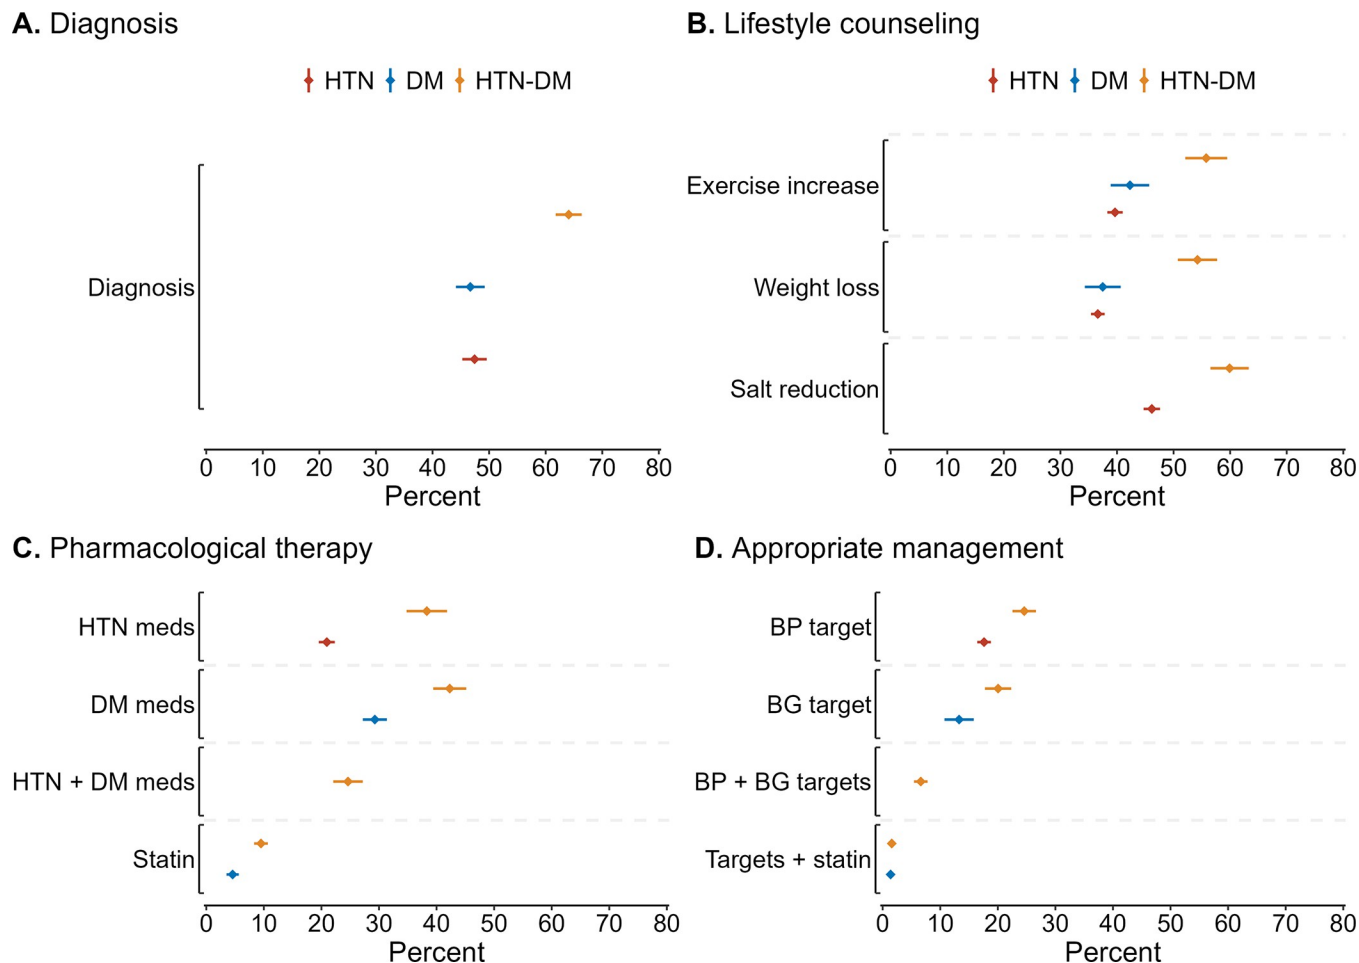 A. Diagnosis
HTN DM HTN-DM
Diagnosis
0 10 20 30 40 50 60 70 80
Percent
B. Lifestyle counseling
HTN DM HTN-DM
Exercise increase
Weight loss
Salt reduction
0 10 20 30 40 50 60 70 80
Percent
C. Pharmacological therapy
HTN meds
DM meds
HTN + DM meds
Statin
0 10 20 30 40 50 60 70 80
Percent
D. Appropriate management
BP target
BG target
BP + BG targets
Targets + statin
0 10 20 30 40 50 60 70 80
Percent